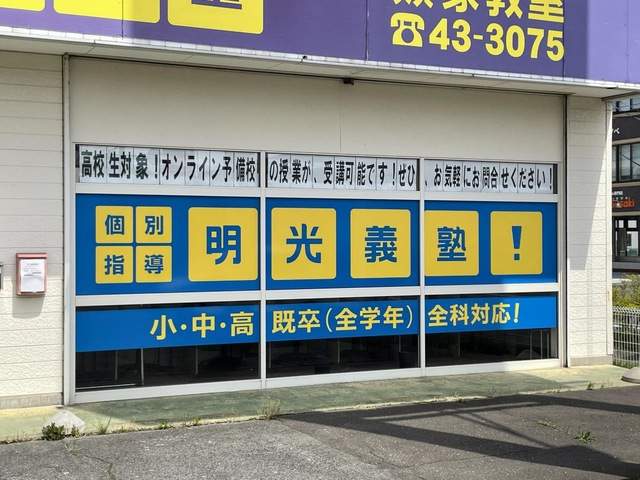 教室
☎43-3075
高校生対象!オンライン予備校の授業が、受講可能です!ぜひ、お気軽にお問合せください!
個別指導
明光義塾!
小・中・高 既卒(全学年) 全科対応!